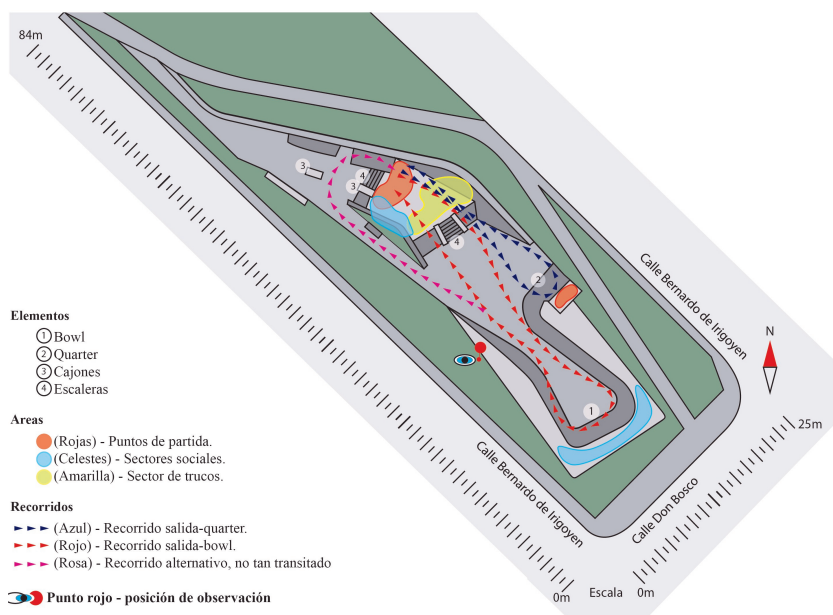 84m
3
4
3
4
2
1
Calle Bernardo de Irigoyen
N
25m
Calle Bernardo de Irigoyen
Calle Don Bosco
0m
Escala
0m
Elementos
1 Bowl
2 Quarter
3 Cajones
4 Escaleras
Areas
(Rojas) - Puntos de partida.
(Celestes) - Sectores sociales.
(Amarilla) - Sector de trucos.
Recorridos
(Azul) - Recorrido salida-quarter.
(Rojo) - Recorrido salida-bowl.
(Rosa) - Recorrido alternativo, no tan transitado
Punto rojo - posición de observación